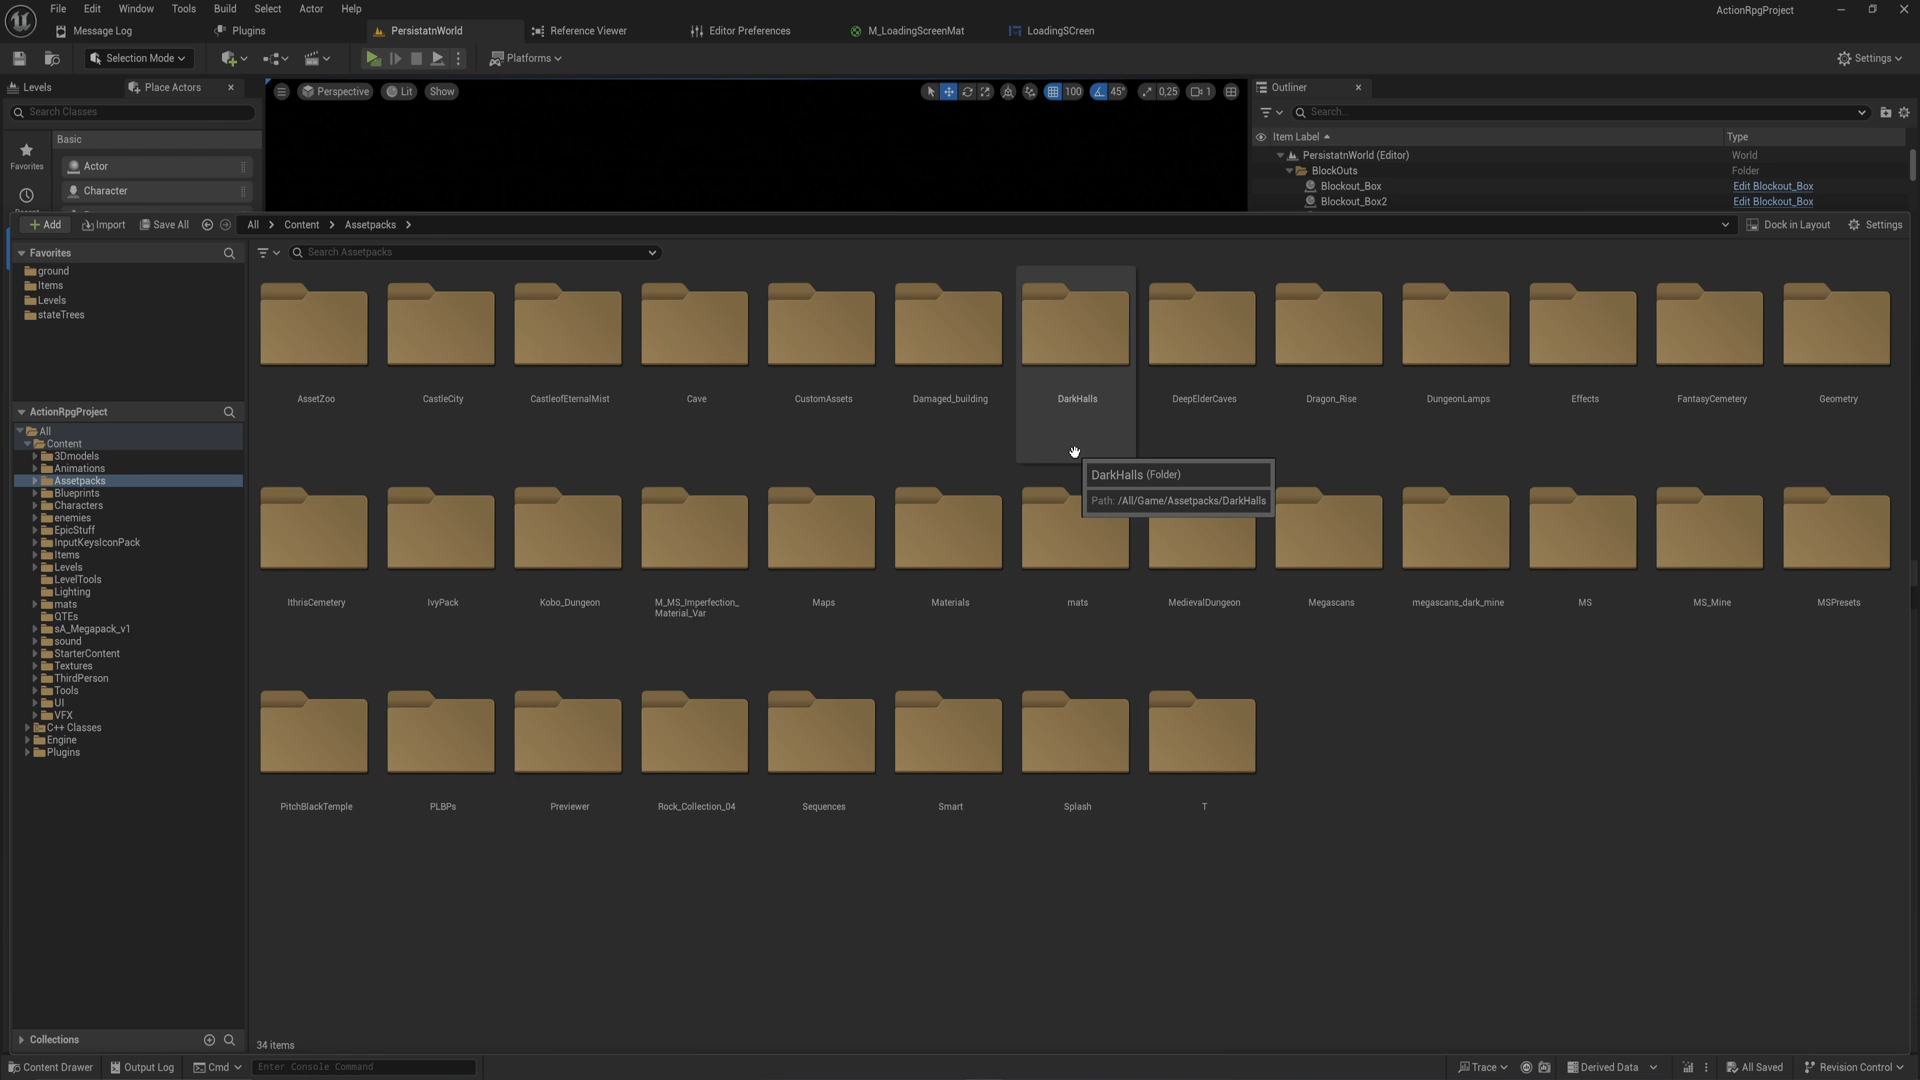 File Edit Window Tools Build Select Actor Help
ActionRpgProject
Message Log
Plugins
PersistatnWorld
Reference Viewer
Editor Preferences
M_LoadingScreenMat
LoadingSCreen
Selection Mode
Platforms
Settings
Levels
Place Actors
Search Classes
Favorites
Basic
Actor
Character
Perspective
Lit
Show
100
45°
0,25
1
Outliner
Search...
Item Label
Type
PersistatnWorld (Editor)
World
BlockOuts
Folder
Blockout_Box
Edit Blockout_Box
Blockout_Box2
Edit Blockout_Box
Add
Import
Save All
All
Content
Assetpacks
Dock in Layout
Settings
Favorites
ground
Items
Levels
stateTrees
ActionRpgProject
All
Content
3Dmodels
Animations
Assetpacks
Blueprints
Characters
enemies
EpicStuff
InputKeysIconPack
Items
Levels
LevelTools
Lighting
mats
QTEs
sA_Megapack_v1
sound
StarterContent
Textures
ThirdPerson
Tools
UI
VFX
C++ Classes
Engine
Plugins
Collections
Search Assetpacks
AssetZoo
CastleCity
CastleofEternalMist
Cave
CustomAssets
Damaged_building
DarkHalls
DeepElderCaves
Dragon_Rise
DungeonLamps
Effects
FantasyCemetery
Geometry
DarkHalls (Folder)
Path: /All/Game/Assetpacks/DarkHalls
IthrisCemetery
IvyPack
Kobo_Dungeon
M_MS_Imperfection_
Material_Var
Maps
Materials
mats
MedievalDungeon
Megascans
megascans_dark_mine
MS
MS_Mine
MSPresets
PitchBlackTemple
PLBPs
Previewer
Rock_Collection_04
Sequences
Smart
Splash
T
34 items
Content Drawer
Output Log
Cmd
Enter Console Command
Trace
Derived Data
All Saved
Revision Control